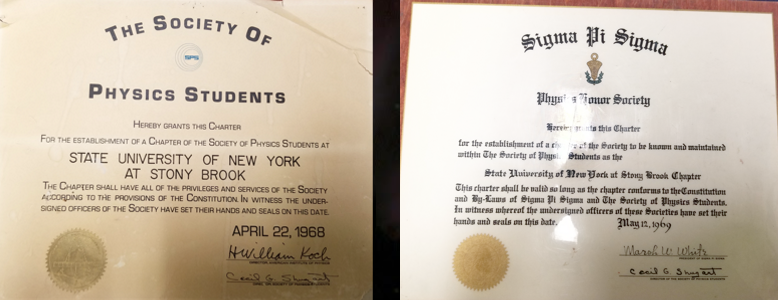 THE SOCIETY OF
SPS
PHYSICS STUDENTS
HEREBY GRANTS THIS CHARTER
FOR THE ESTABLISHMENT OF A CHAPTER OF THE SOCIETY OF PHYSICS STUDENTS AT
STATE UNIVERSITY OF NEW YORK
AT STONY BROOK
THE CHAPTER SHALL HAVE ALL OF THE PRIVILEGES AND SERVICES OF THE SOCIETY
ACCORDING TO THE PROVISIONS OF THE CONSTITUTION. IN WITNESS THE UNDER-
SIGNED OFFICERS OF THE SOCIETY HAVE SET THEIR HANDS AND SEALS ON THIS DATE.
APRIL 22, 1968
H William Koch
Cecil G. Shugart
Sigma Pi Sigma
Physics Honor Society
Hereby grants this Charter
for the establishment of a chapter of the Society to be known and maintained
within The Society of Physics Students as the
State University of New York at Stony Brook Chapter
This charter shall be valid so long as the chapter conforms to the Constitution
and By-Laws of Sigma Pi Sigma and The Society of Physics Students.
In witness whereof the undersigned officers of these Societies have set their
hands and seals on this date.
May 12, 1969
Marsh W. White
Cecil G. Shugart